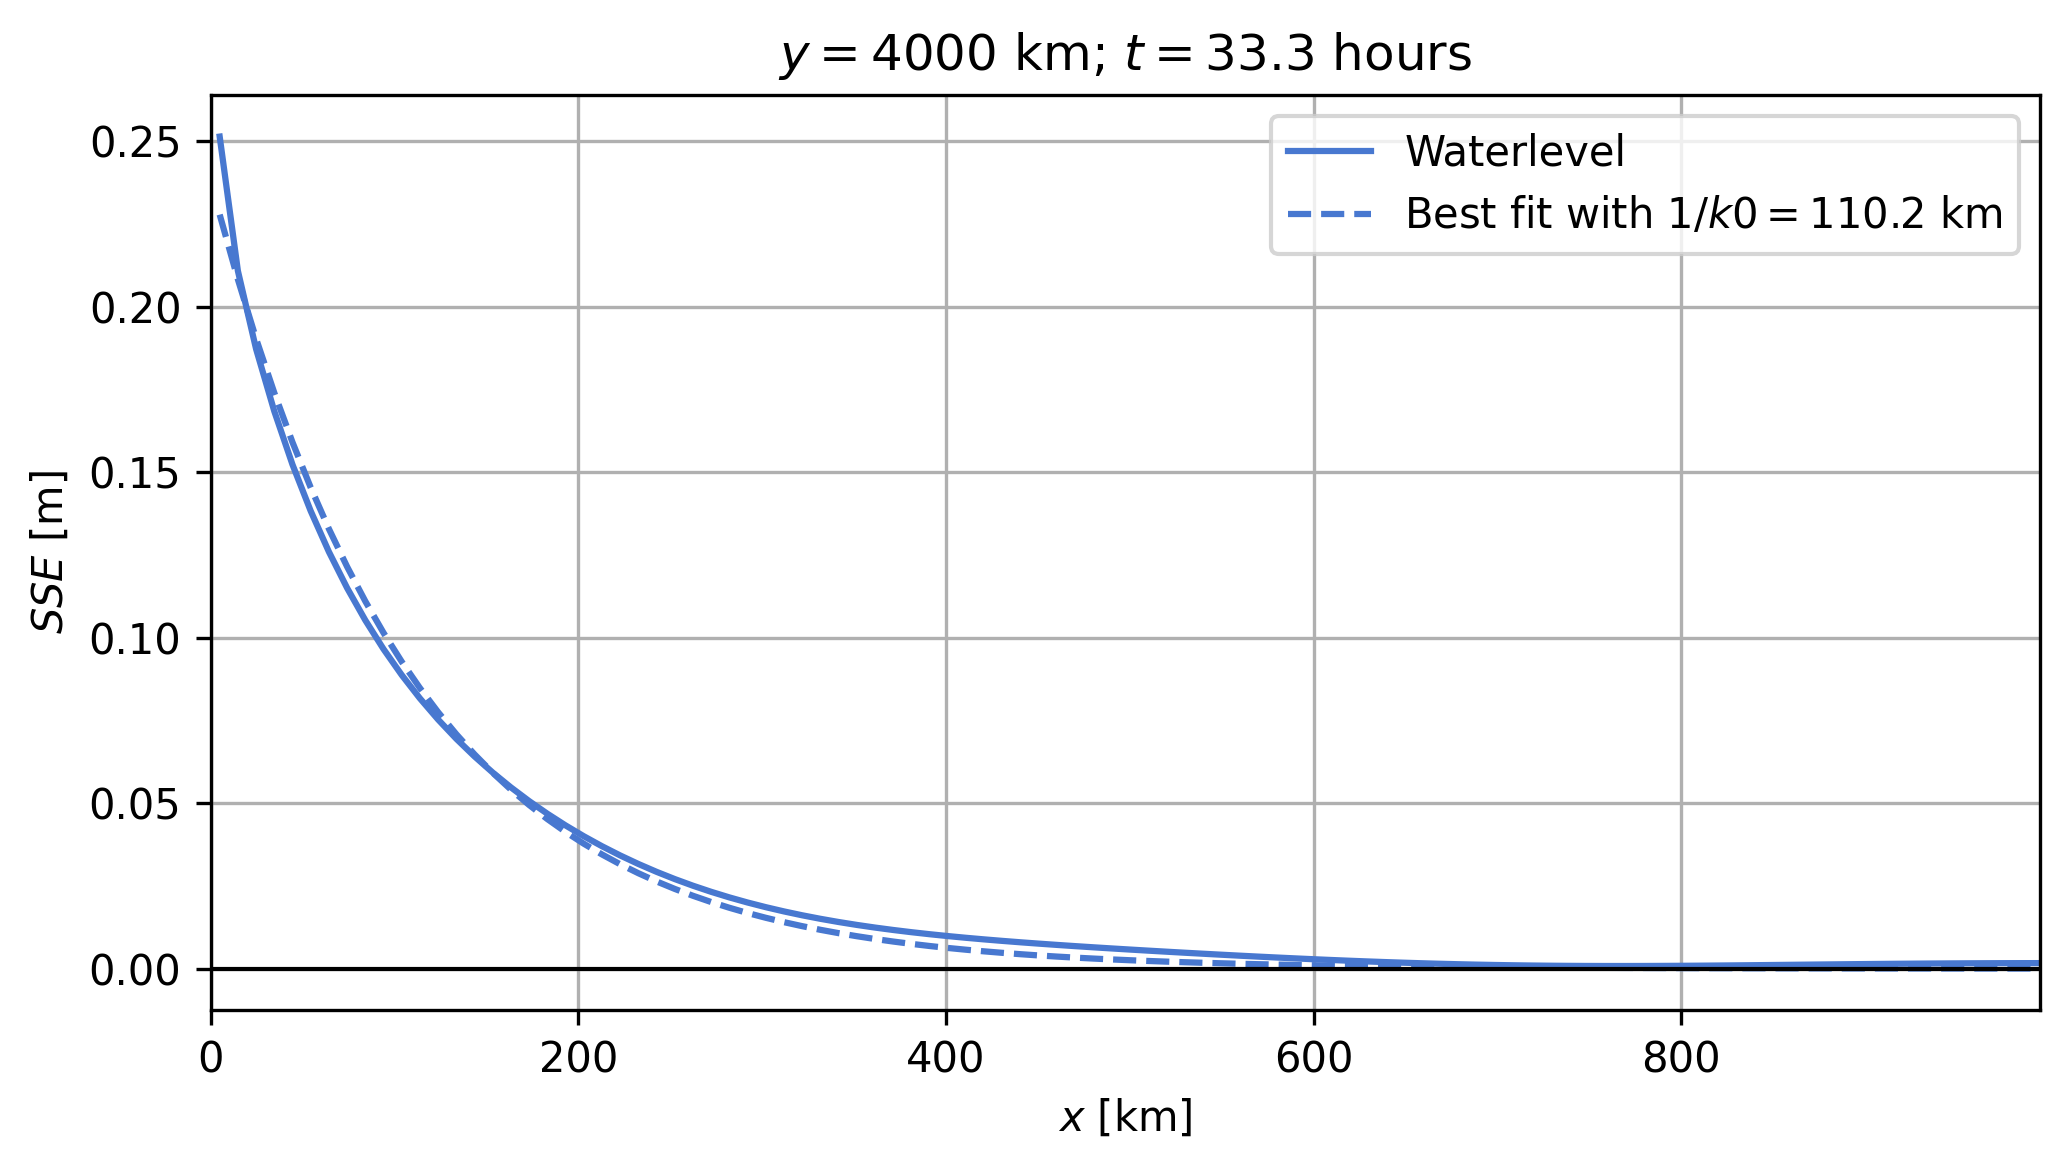 y = 4000 km; t = 33.3 hours
Waterlevel
Best fit with 1/k0 = 110.2 km
SSE [m]
0.25
0.20
0.15
0.10
0.05
0.00
0 200 400 600 800
x [km]